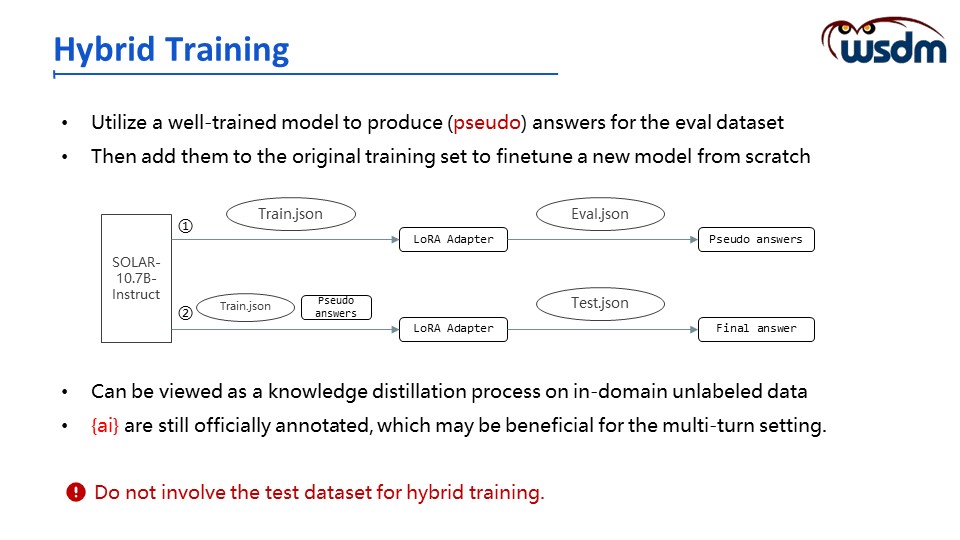 Hybrid Training
wsdm
• Utilize a well-trained model to produce (pseudo) answers for the eval dataset
• Then add them to the original training set to finetune a new model from scratch
SOLAR-
10.7B-
Instruct
①
Train.json
LoRA Adapter
Eval.json
Pseudo answers
②
Train.json
Pseudo
answers
LoRA Adapter
Test.json
Final answer
• Can be viewed as a knowledge distillation process on in-domain unlabeled data
• {ai} are still officially annotated, which may be beneficial for the multi-turn setting.
Do not involve the test dataset for hybrid training.